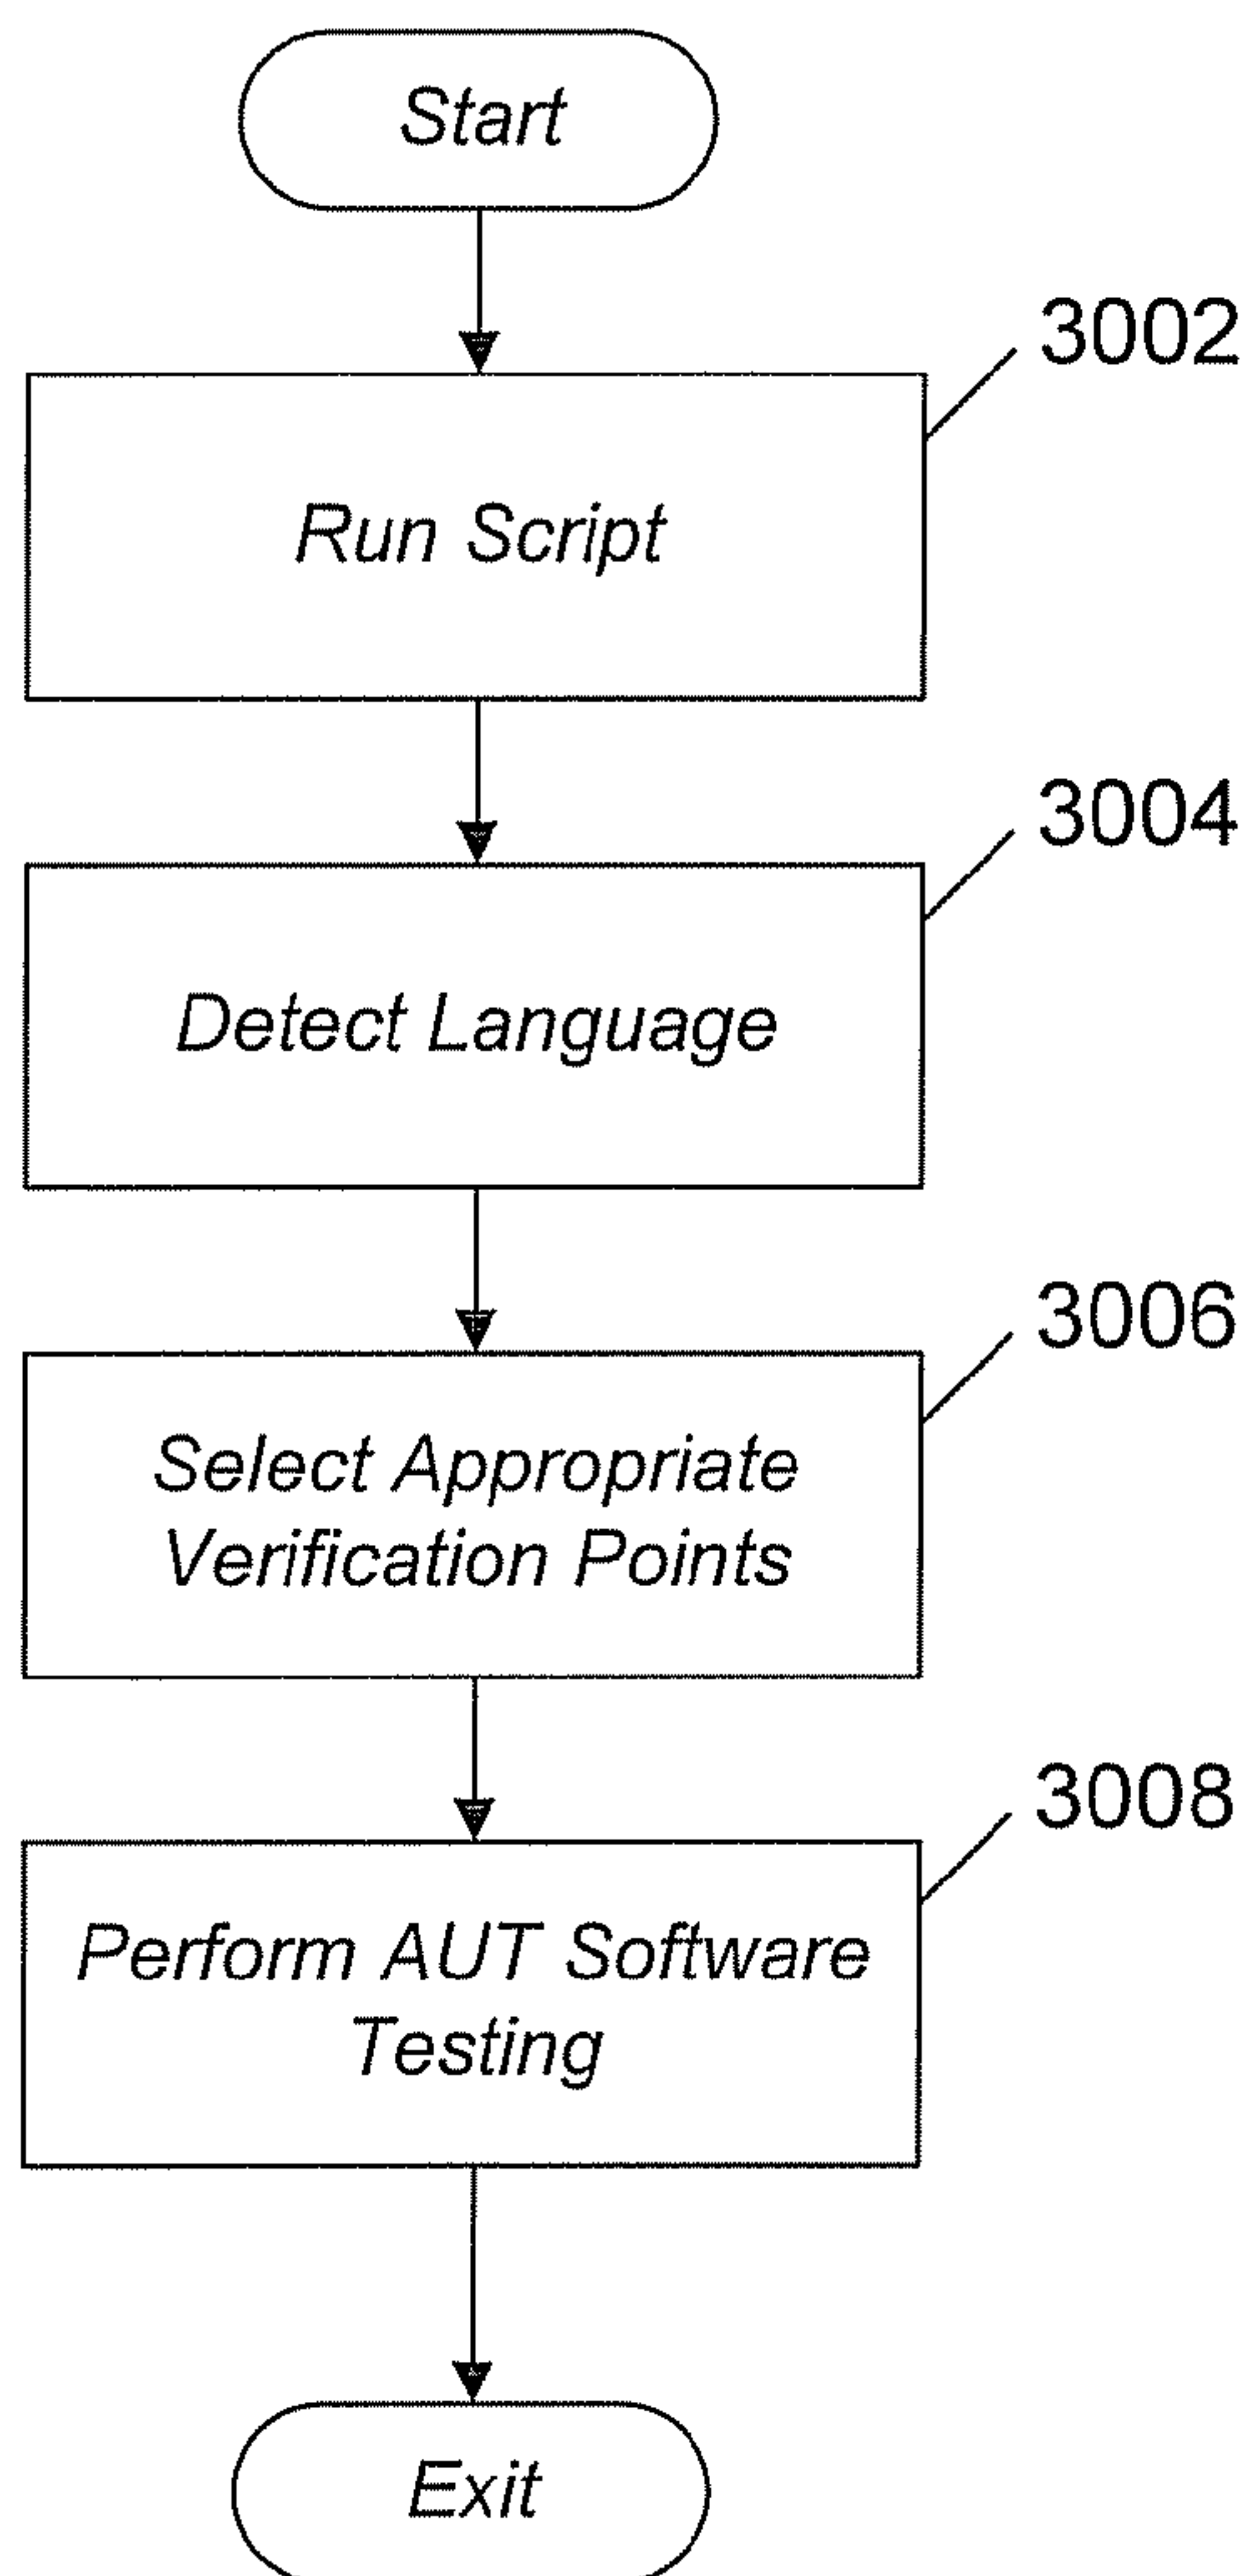 Start
3002
Run Script
3004
Detect Language
3006
Select Appropriate
Verification Points
3008
Perform AUT Software
Testing
Exit